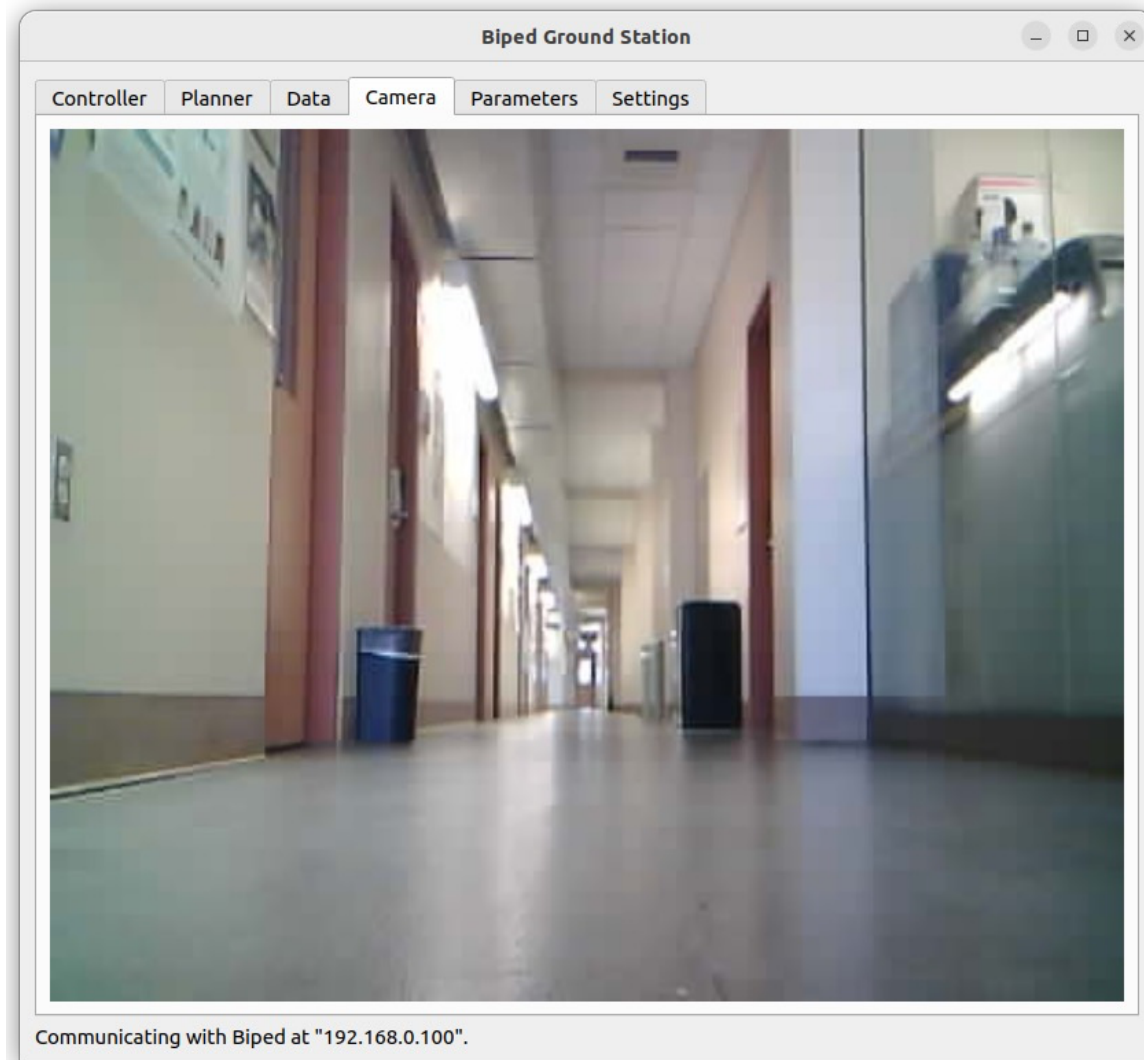 Biped Ground Station
Controller Planner Data Camera Parameters Settings
Communicating with Biped at "192.168.0.100".